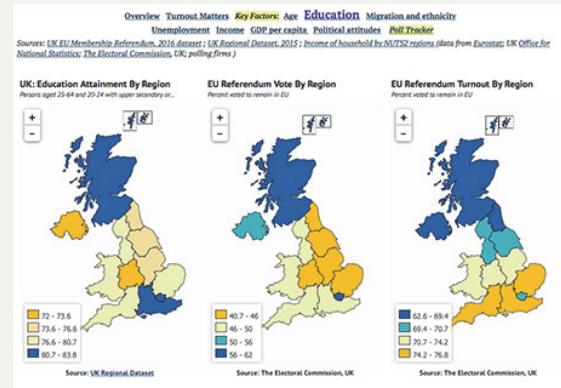 Overview Turnout Matters Key Factors: Age Education Migration and ethnicity
Unemployment Income GDP per capita Political attitudes Poll Tracker
Sources: UK EU Membership Referendum, 2016 dataset ; UK Regional Dataset, 2015 ; Income of household by NUTS2 regions (data from Eurostat; UK Office for
National Statistics; The Electoral Commission, UK; polling firms )
UK: Education Attainment By Region
Persons aged 25-64 and 20-24 with upper secondary or...
+
−
72 - 73.6
73.6 - 76.6
76.6 - 80.7
80.7 - 83.8
Source: UK Regional Dataset
EU Referendum Vote By Region
Percent voted to remain in EU
+
−
40.7 - 46
46 - 50
50 - 56
56 - 62
Source: The Electoral Commission, UK
EU Referendum Turnout By Region
Percent voted to remain in EU
+
−
62.6 - 69.4
69.4 - 70.7
70.7 - 74.2
74.2 - 76.8
Source: The Electoral Commission, UK